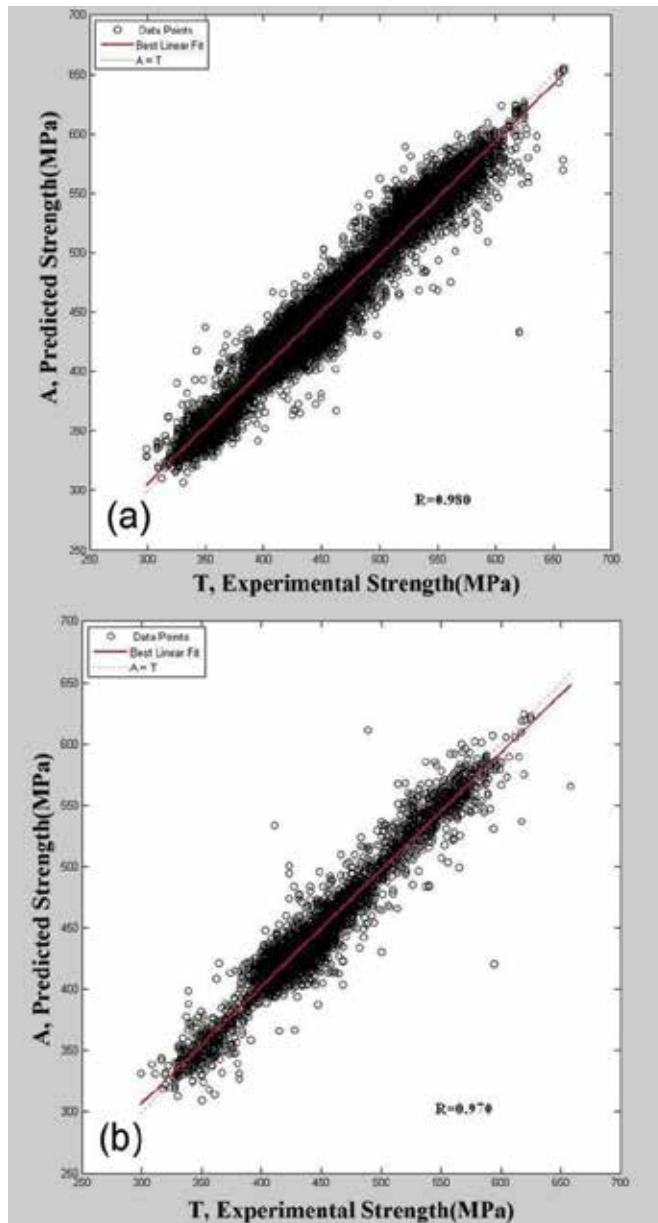 700
Data Points
Best Linear Fit
A = T
650
600
550
500
450
400
350
300
250
A, Predicted Strength(MPa)
(a)
R=0.980
250 300 350 400 450 500 550 600 650 700
T, Experimental Strength(MPa)
700
Data Points
Best Linear Fit
A = T
650
600
550
500
450
400
350
300
250
A, Predicted Strength(MPa)
(b)
R=0.970
250 300 350 400 450 500 550 600 650 700
T, Experimental Strength(MPa)